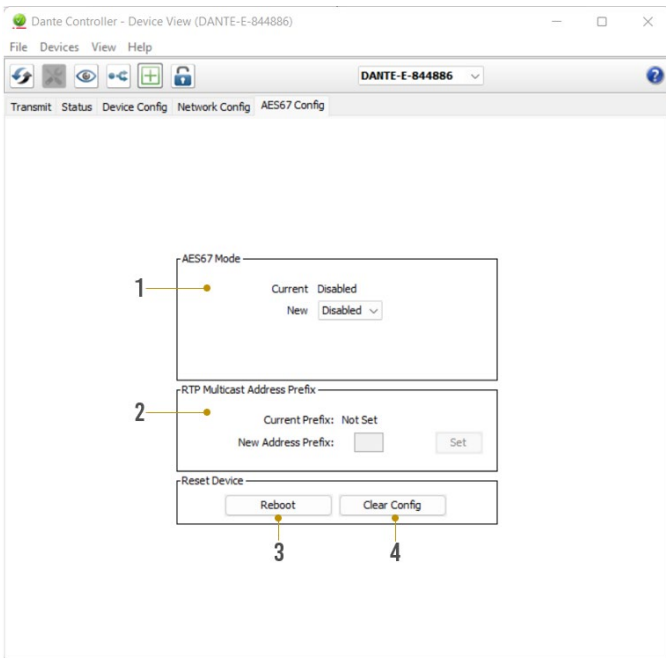 Dante Controller - Device View (DANTE-E-844886)
File Devices View Help
DANTE-E-844886
Transmit Status Device Config Network Config AES67 Config
AES67 Mode
1
Current Disabled
New Disabled
RTP Multicast Address Prefix
2
Current Prefix: Not Set
New Address Prefix: Set
Reset Device
Reboot Clear Config
3 4